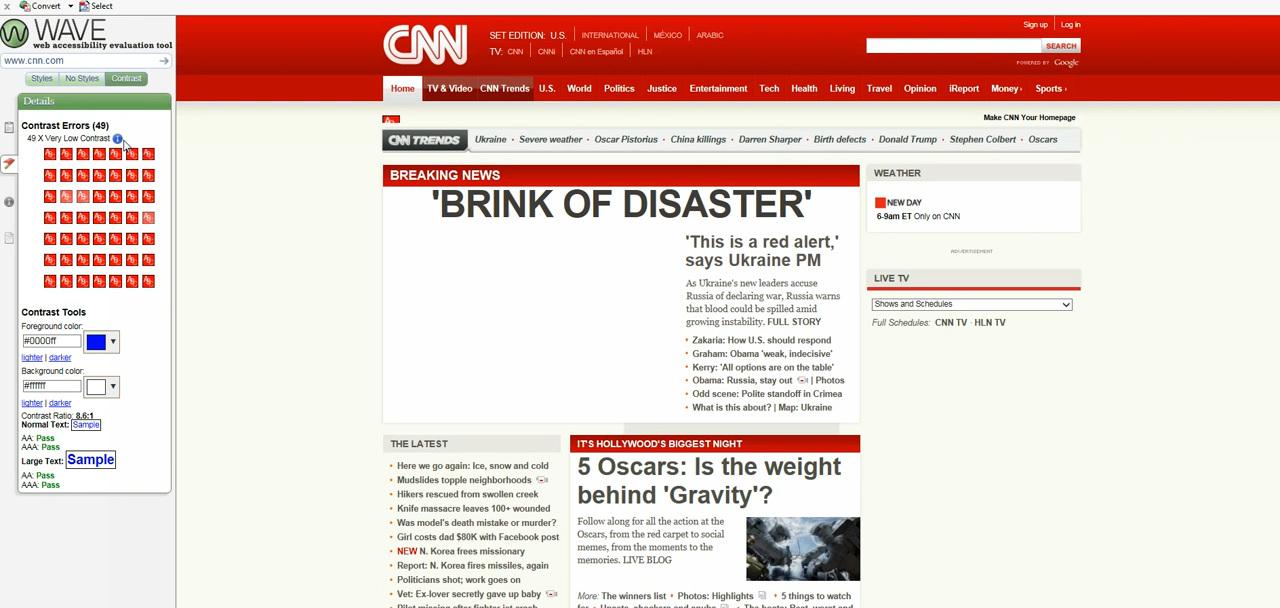 Convert Select
WAVE
web accessibility evaluation tool
www.cnn.com
Styles No Styles Contrast
Details
Contrast Errors (49)
49 X Very Low Contrast
Contrast Tools
Foreground color:
#0000ff
lighter | darker
Background color:
#ffffff
lighter | darker
Contrast Ratio: 8.6:1
Normal Text: Sample
AA: Pass
AAA: Pass
Large Text: Sample
AA: Pass
AAA: Pass
Sign up Log in
CNN
SET EDITION: U.S. INTERNATIONAL MÉXICO ARABIC
TV: CNN CNNi CNN en Español HLN
SEARCH
POWERED BY Google
Home TV & Video CNN Trends U.S. World Politics Justice Entertainment Tech Health Living Travel Opinion iReport Money Sports
Make CNN Your Homepage
CNN TRENDS Ukraine • Severe weather • Oscar Pistorius • China killings • Darren Sharper • Birth defects • Donald Trump • Stephen Colbert • Oscars
BREAKING NEWS
'BRINK OF DISASTER'
'This is a red alert,'
says Ukraine PM
As Ukraine's new leaders accuse
Russia of declaring war, Russia warns
that blood could be spilled amid
growing instability. FULL STORY
• Zakaria: How U.S. should respond
• Graham: Obama 'weak, indecisive'
• Kerry: 'All options are on the table'
• Obama: Russia, stay out | Photos
• Odd scene: Polite standoff in Crimea
• What is this about? | Map: Ukraine
WEATHER
NEW DAY
6-9am ET Only on CNN
ADVERTISEMENT
LIVE TV
Shows and Schedules
Full Schedules: CNN TV · HLN TV
THE LATEST
• Here we go again: Ice, snow and cold
• Mudslides topple neighborhoods
• Hikers rescued from swollen creek
• Knife massacre leaves 100+ wounded
• Was model's death mistake or murder?
• Girl costs dad $80K with Facebook post
• NEW N. Korea frees missionary
• Report: N. Korea fires missiles, again
• Politicians shot; work goes on
• Vet: Ex-lover secretly gave up baby
IT'S HOLLYWOOD'S BIGGEST NIGHT
5 Oscars: Is the weight
behind 'Gravity'?
Follow along for all the action at the
Oscars, from the red carpet to social
memes, from the moments to the
memories. LIVE BLOG
More: The winners list • Photos: Highlights • 5 things to watch